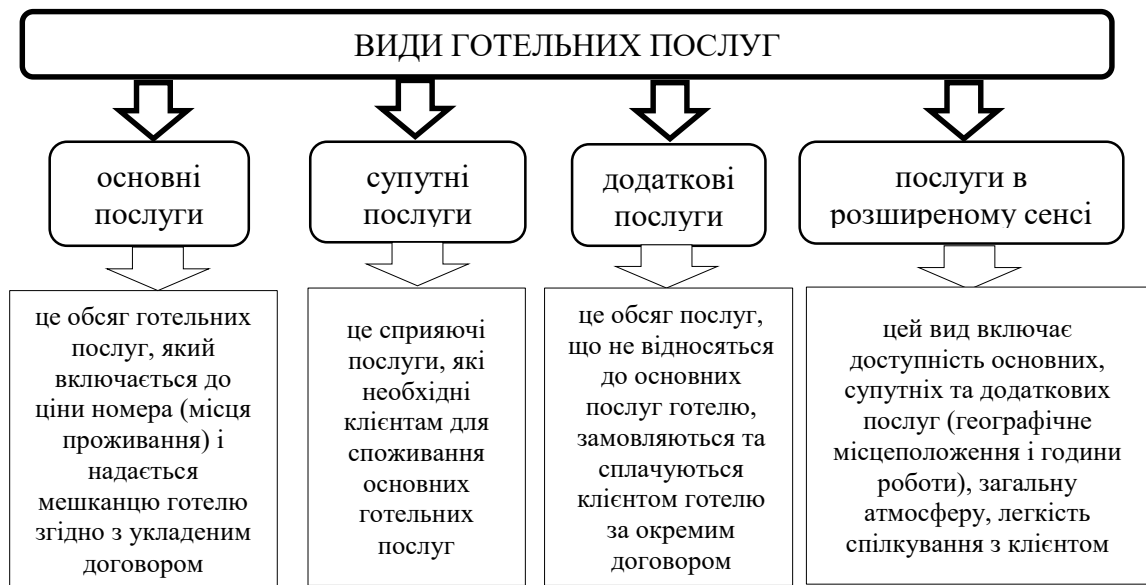 ВИДИ ГОТЕЛЬНИХ ПОСЛУГ
основні
послуги
супутні
послуги
додаткові
послуги
послуги в
розширеному сенсі
це обсяг готельних
послуг, який
включається до
ціни номера (місця
проживання) і
надається
мешканцю готелю
згідно з укладеним
договором
це сприяючі
послуги, які
необхідні
клієнтам для
споживання
основних
готельних
послуг
це обсяг послуг,
що не відносяться
до основних
послуг готелю,
замовляються та
сплачуються
клієнтом готелю
за окремим
договором
цей вид включає
доступність основних,
супутніх та додаткових
послуг (географічне
місцеположення і години
роботи), загальну
атмосферу, легкість
спілкування з клієнтом